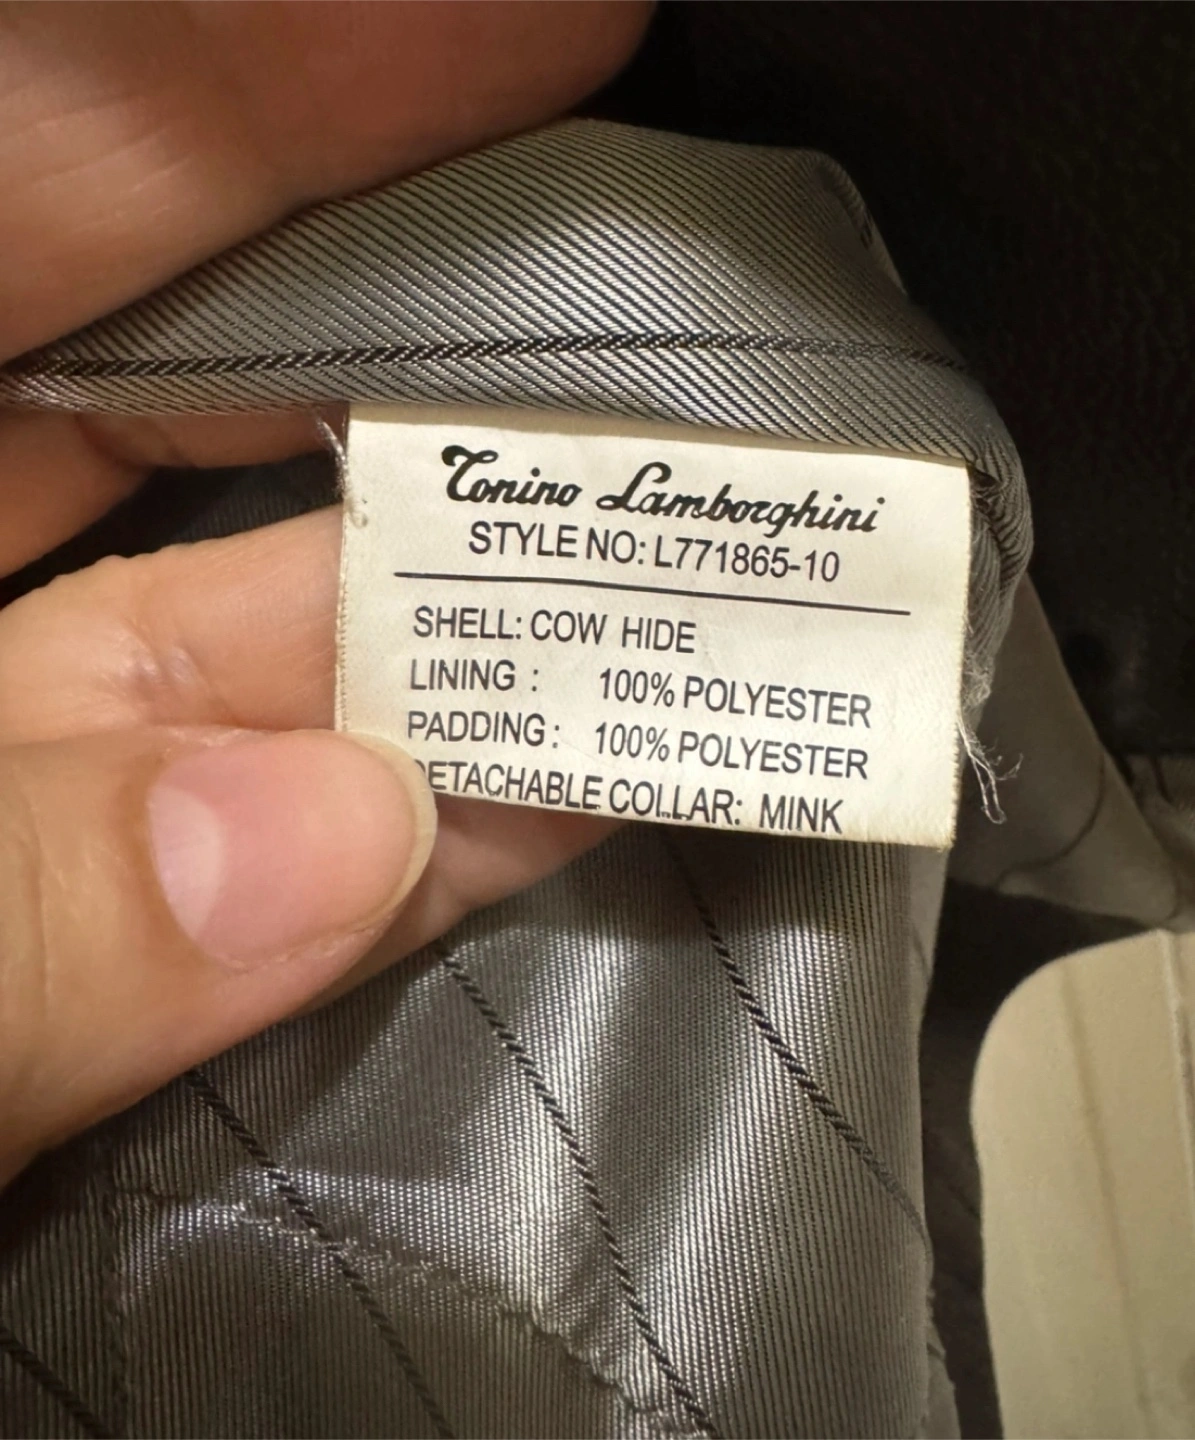 Tonino Lamborghini
STYLE NO: L771865-10
SHELL: COW HIDE
LINING : 100% POLYESTER
PADDING : 100% POLYESTER
DETACHABLE COLLAR: MINK